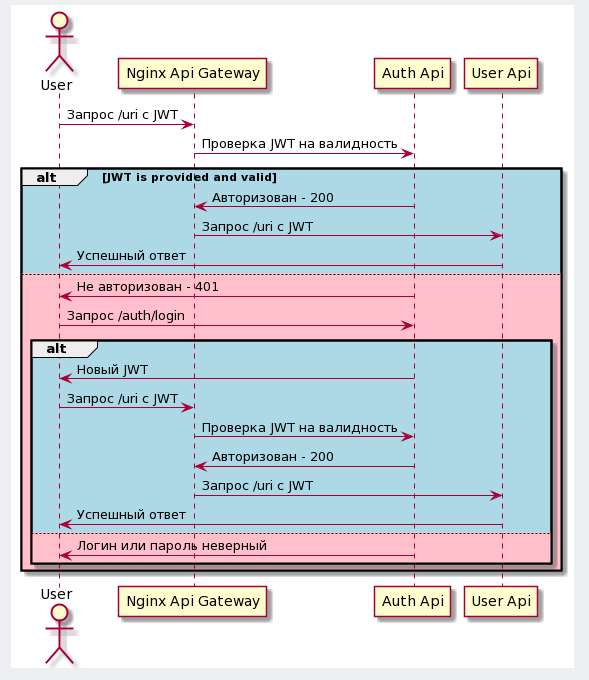 User
Nginx Api Gateway
Auth Api
User Api
Запрос /uri с JWT
Проверка JWT на валидность
alt
[JWT is provided and valid]
Авторизован - 200
Запрос /uri с JWT
Успешный ответ
Не авторизован - 401
Запрос /auth/login
alt
Новый JWT
Запрос /uri с JWT
Проверка JWT на валидность
Авторизован - 200
Запрос /uri с JWT
Успешный ответ
Логин или пароль неверный
User
Nginx Api Gateway
Auth Api
User Api